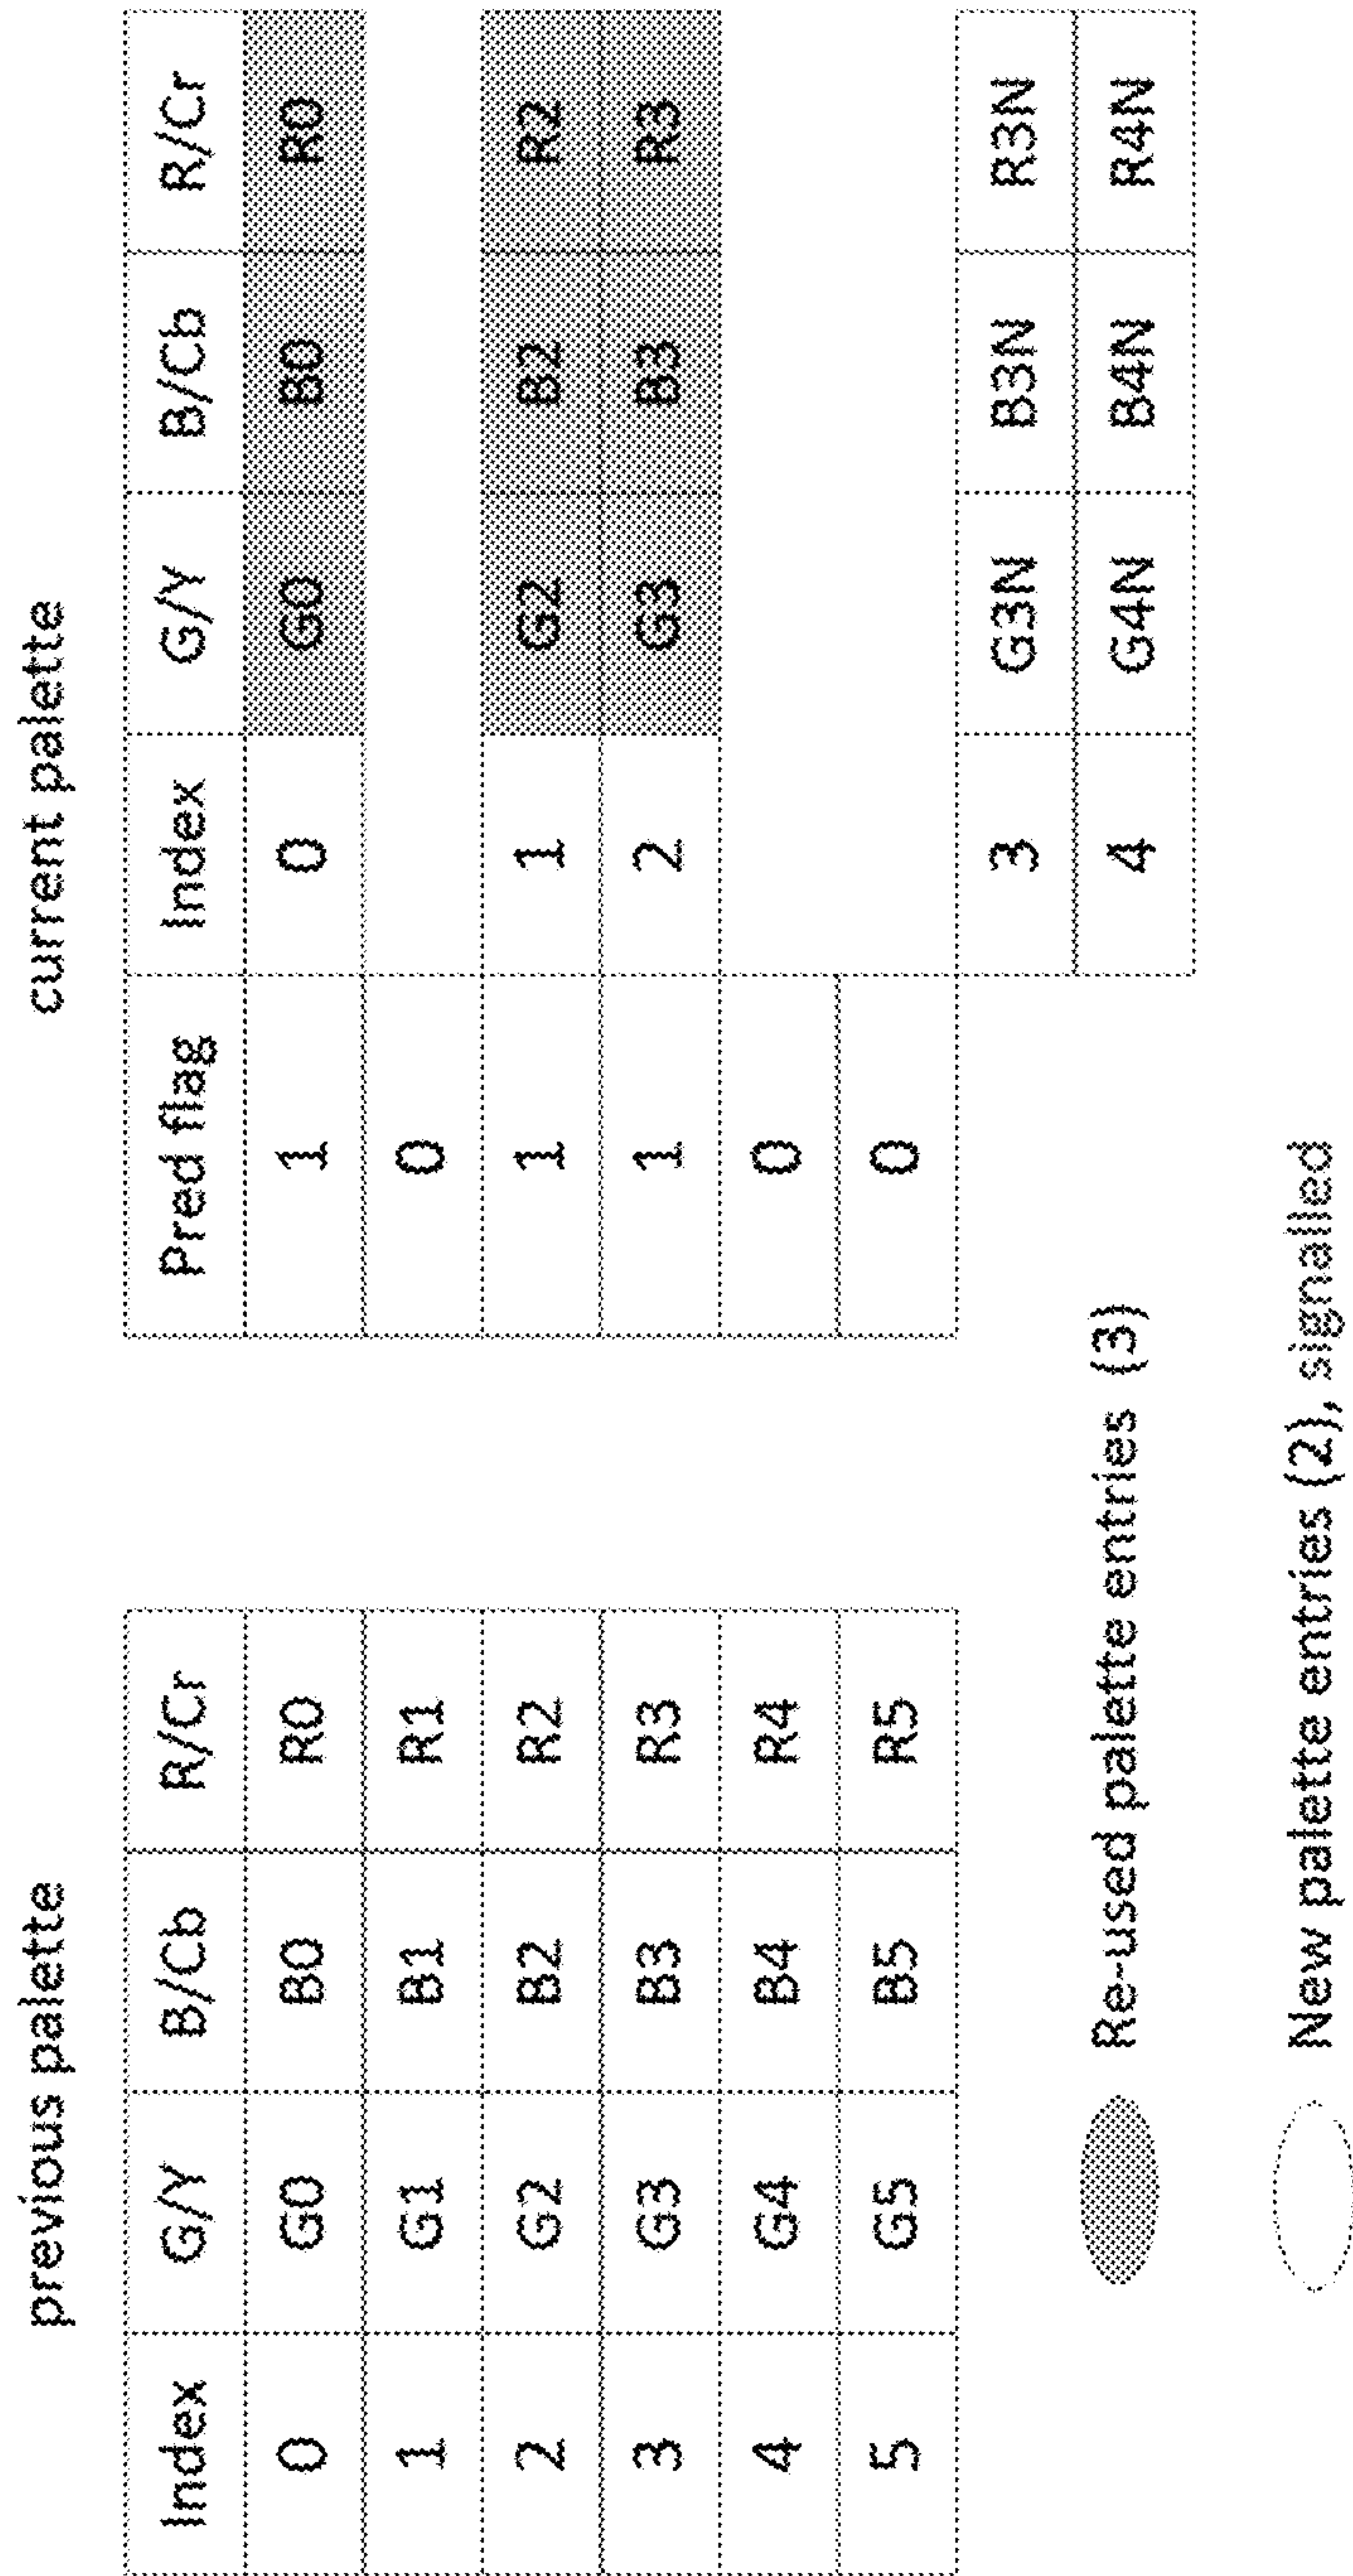 previous palette current palette
Index G/Y B/Cb R/Cr Pred flag Index G/Y B/Cb R/Cr
0 G0 B0 R0 1 0 G0 B0 R0
1 G1 B1 R1 0
2 G2 B2 R2 1 1 G2 B2 R2
3 G3 B3 R3 1 2 G3 B3 R3
4 G4 B4 R4 0
5 G5 B5 R5 0
3 G3N B3N R3N
4 G4N B4N R4N
Re-used palette entries (3)
New palette entries (2), signalled